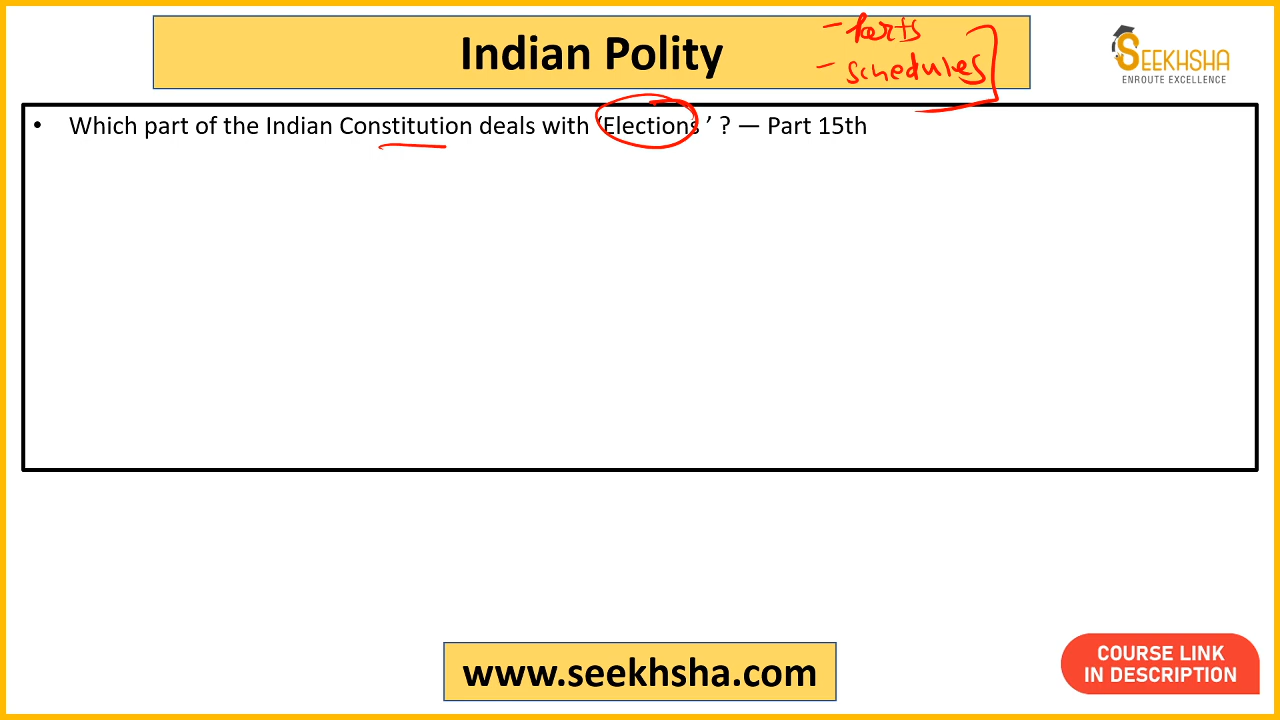 Indian Polity
– Parts
– schedules
SEEKHSHA
ENROUTE EXCELLENCE
• Which part of the Indian Constitution deals with ‘Elections ’ ? — Part 15th
www.seekhsha.com
COURSE LINK
IN DESCRIPTION